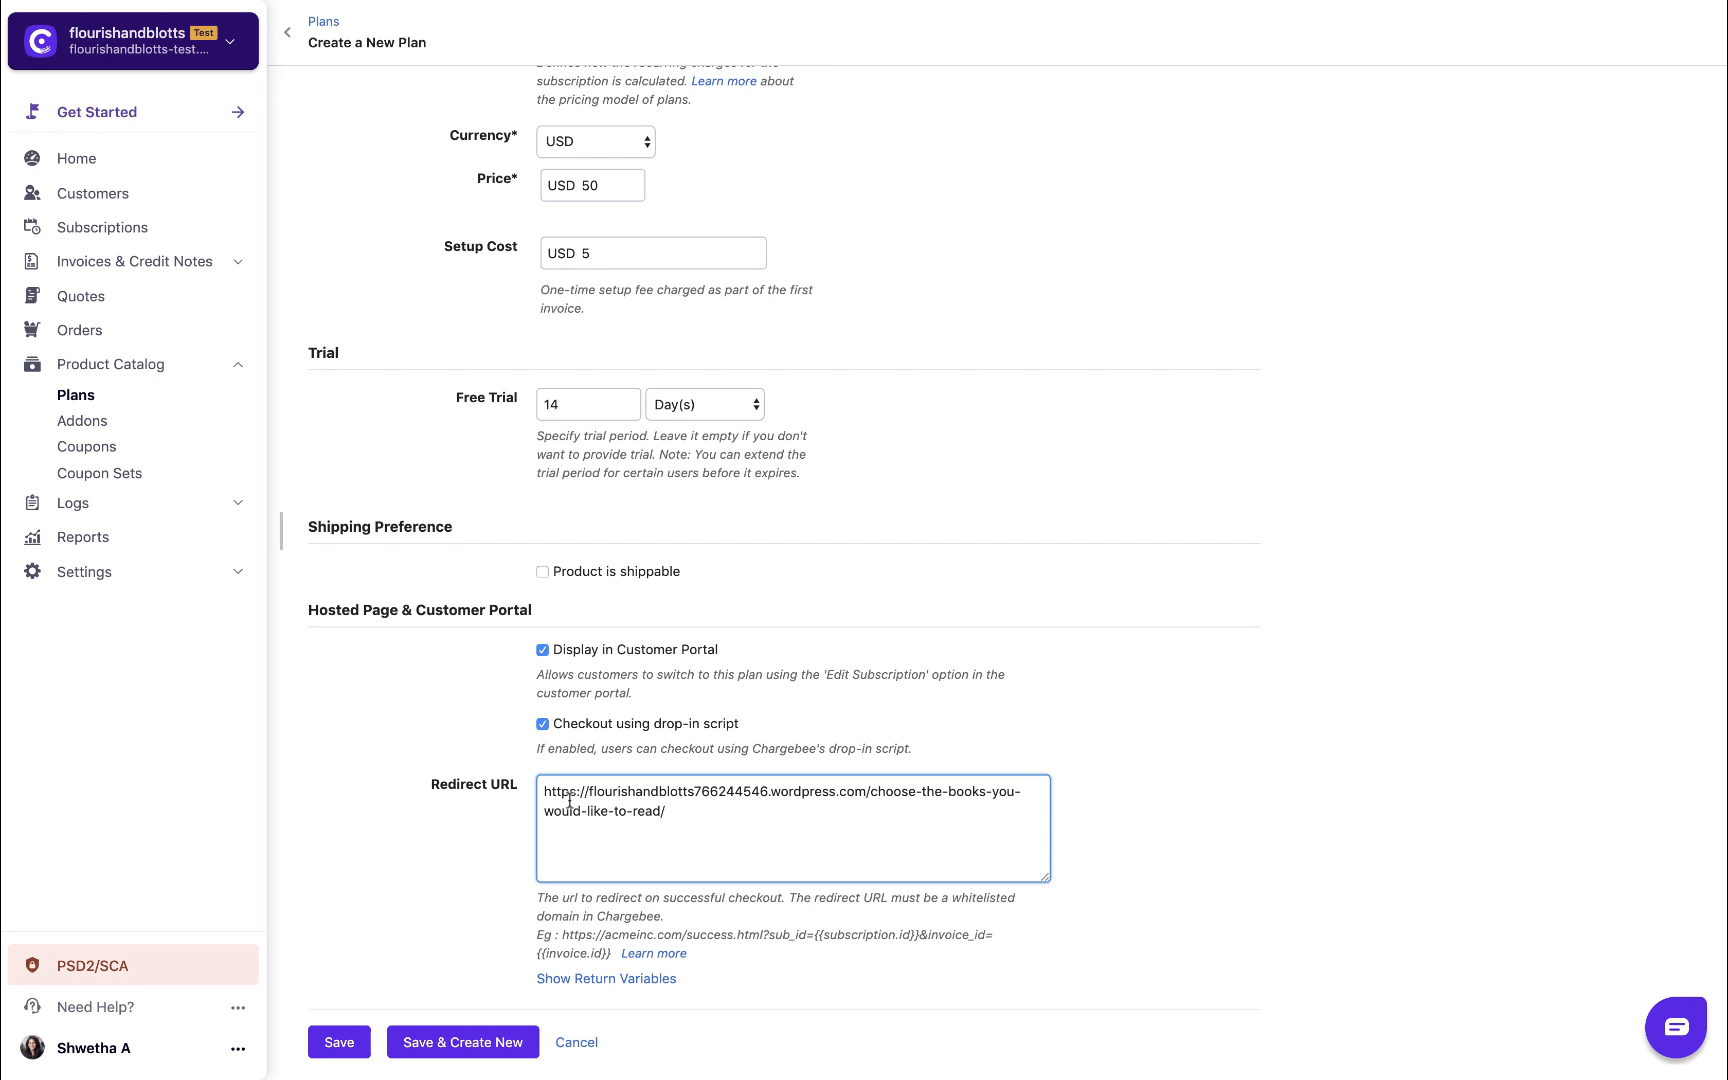 flourishandblotts Test
flourishandblotts-test....
Get Started
Home
Customers
Subscriptions
Invoices & Credit Notes
Quotes
Orders
Product Catalog
Plans
Addons
Coupons
Coupon Sets
Logs
Reports
Settings
PSD2/SCA
Need Help?
Shwetha A
Plans
Create a New Plan
Defines how the recurring charges for the
subscription is calculated. Learn more about
the pricing model of plans.
Currency* USD
Price* USD 50
Setup Cost USD 5
One-time setup fee charged as part of the first
invoice.
Trial
Free Trial 14 Day(s)
Specify trial period. Leave it empty if you don't
want to provide trial. Note: You can extend the
trial period for certain users before it expires.
Shipping Preference
Product is shippable
Hosted Page & Customer Portal
Display in Customer Portal
Allows customers to switch to this plan using the 'Edit Subscription' option in the
customer portal.
Checkout using drop-in script
If enabled, users can checkout using Chargebee's drop-in script.
Redirect URL https://flourishandblotts766244546.wordpress.com/choose-the-books-you-
would-like-to-read/
The url to redirect on successful checkout. The redirect URL must be a whitelisted
domain in Chargebee.
Eg : https://acmeinc.com/success.html?sub_id={{subscription.id}}&invoice_id=
{{invoice.id}} Learn more
Show Return Variables
Save Save & Create New Cancel